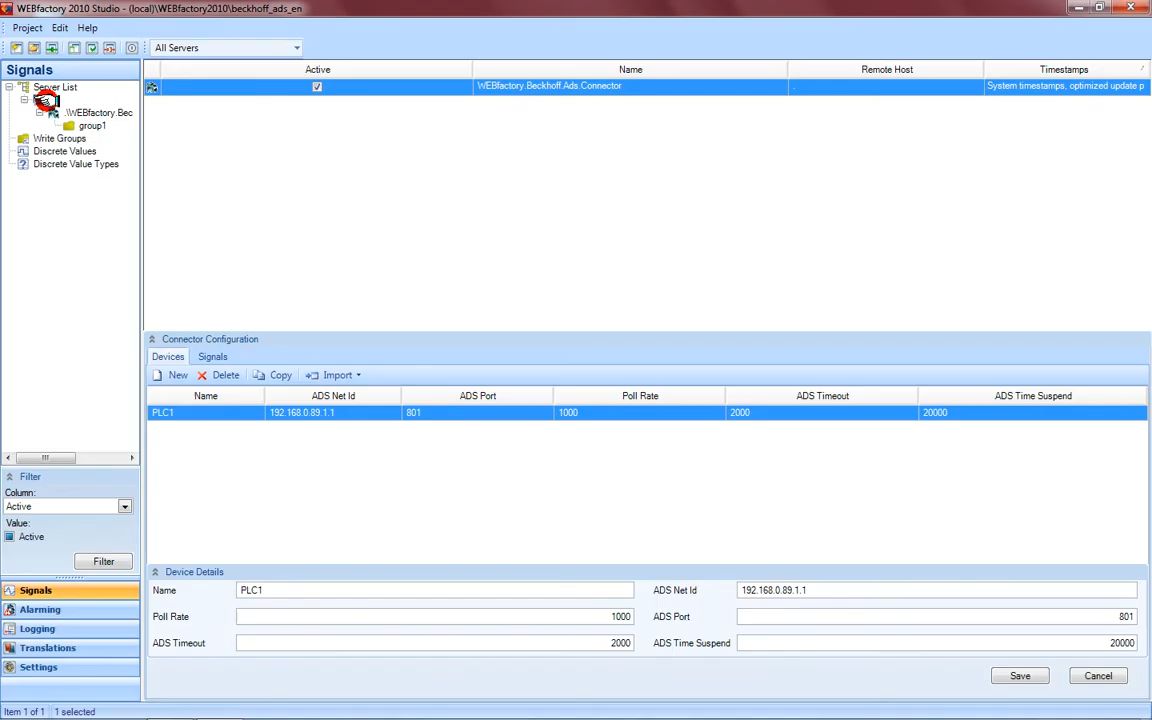 WEBfactory 2010 Studio - (local)\WEBfactory2010\beckhoff_ads_en
Project Edit Help
All Servers
Signals
Server List
.\WEBfactory.Bec
group1
Write Groups
Discrete Values
Discrete Value Types
Active Name Remote Host Timestamps
WEBfactory.Beckhoff.Ads.Connector . System timestamps, optimized update p
Connector Configuration
Devices Signals
New Delete Copy Import
Name ADS Net Id ADS Port Poll Rate ADS Timeout ADS Time Suspend
PLC1 192.168.0.89.1.1 801 1000 2000 20000
Filter
Column:
Active
Value:
Active
Filter
Signals
Alarming
Logging
Translations
Settings
Device Details
Name PLC1 ADS Net Id 192.168.0.89.1.1
Poll Rate 1000 ADS Port 801
ADS Timeout 2000 ADS Time Suspend 20000
Save Cancel
Item 1 of 1 1 selected